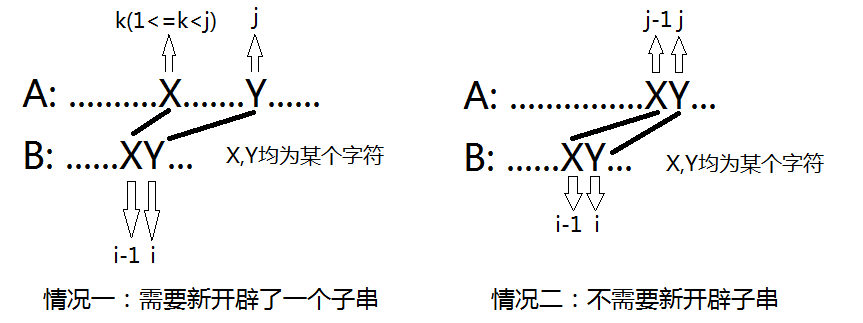 k(1<=k<j)
j
A: ..........X.......Y......
B: ......XY...
X,Y均为某个字符
i-1 i
情况一：需要新开辟了一个子串
j-1 j
A: ...............XY...
B: ......XY...
X,Y均为某个字符
i-1 i
情况二：不需要新开辟子串